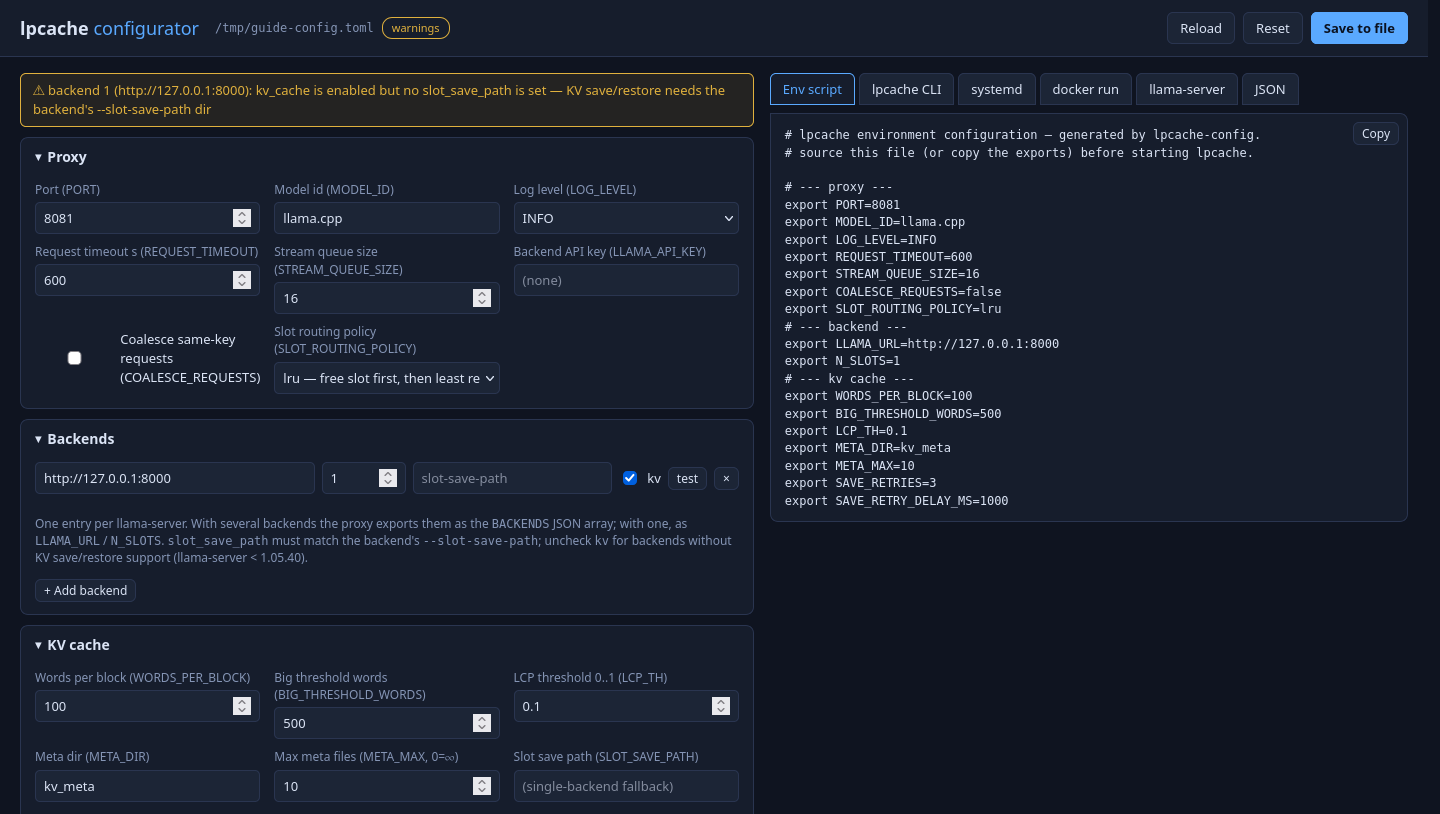 lpcache configurator /tmp/guide-config.toml warnings Reload Reset Save to file
⚠ backend 1 (http://127.0.0.1:8000): kv_cache is enabled but no slot_save_path is set — KV save/restore needs the
backend's --slot-save-path dir
▾ Proxy
Port (PORT) Model id (MODEL_ID) Log level (LOG_LEVEL)
8081 llama.cpp INFO
Request timeout s (REQUEST_TIMEOUT) Stream queue size
(STREAM_QUEUE_SIZE) Backend API key (LLAMA_API_KEY)
600 16 (none)
Coalesce same-key
requests
(COALESCE_REQUESTS)
Slot routing policy
(SLOT_ROUTING_POLICY)
lru — free slot first, then least re
▾ Backends
http://127.0.0.1:8000 1 slot-save-path kv test ×
One entry per llama-server. With several backends the proxy exports them as the BACKENDS JSON array; with one, as
LLAMA_URL / N_SLOTS. slot_save_path must match the backend's --slot-save-path; uncheck kv for backends without
KV save/restore support (llama-server < 1.05.40).
+ Add backend
▾ KV cache
Words per block (WORDS_PER_BLOCK) Big threshold words
(BIG_THRESHOLD_WORDS) LCP threshold 0..1 (LCP_TH)
100 500 0.1
Meta dir (META_DIR) Max meta files (META_MAX, 0=∞) Slot save path (SLOT_SAVE_PATH)
kv_meta 10 (single-backend fallback)
Env script lpcache CLI systemd docker run llama-server JSON
Copy
# lpcache environment configuration — generated by lpcache-config.
# source this file (or copy the exports) before starting lpcache.
# --- proxy ---
export PORT=8081
export MODEL_ID=llama.cpp
export LOG_LEVEL=INFO
export REQUEST_TIMEOUT=600
export STREAM_QUEUE_SIZE=16
export COALESCE_REQUESTS=false
export SLOT_ROUTING_POLICY=lru
# --- backend ---
export LLAMA_URL=http://127.0.0.1:8000
export N_SLOTS=1
# --- kv cache ---
export WORDS_PER_BLOCK=100
export BIG_THRESHOLD_WORDS=500
export LCP_TH=0.1
export META_DIR=kv_meta
export META_MAX=10
export SAVE_RETRIES=3
export SAVE_RETRY_DELAY_MS=1000